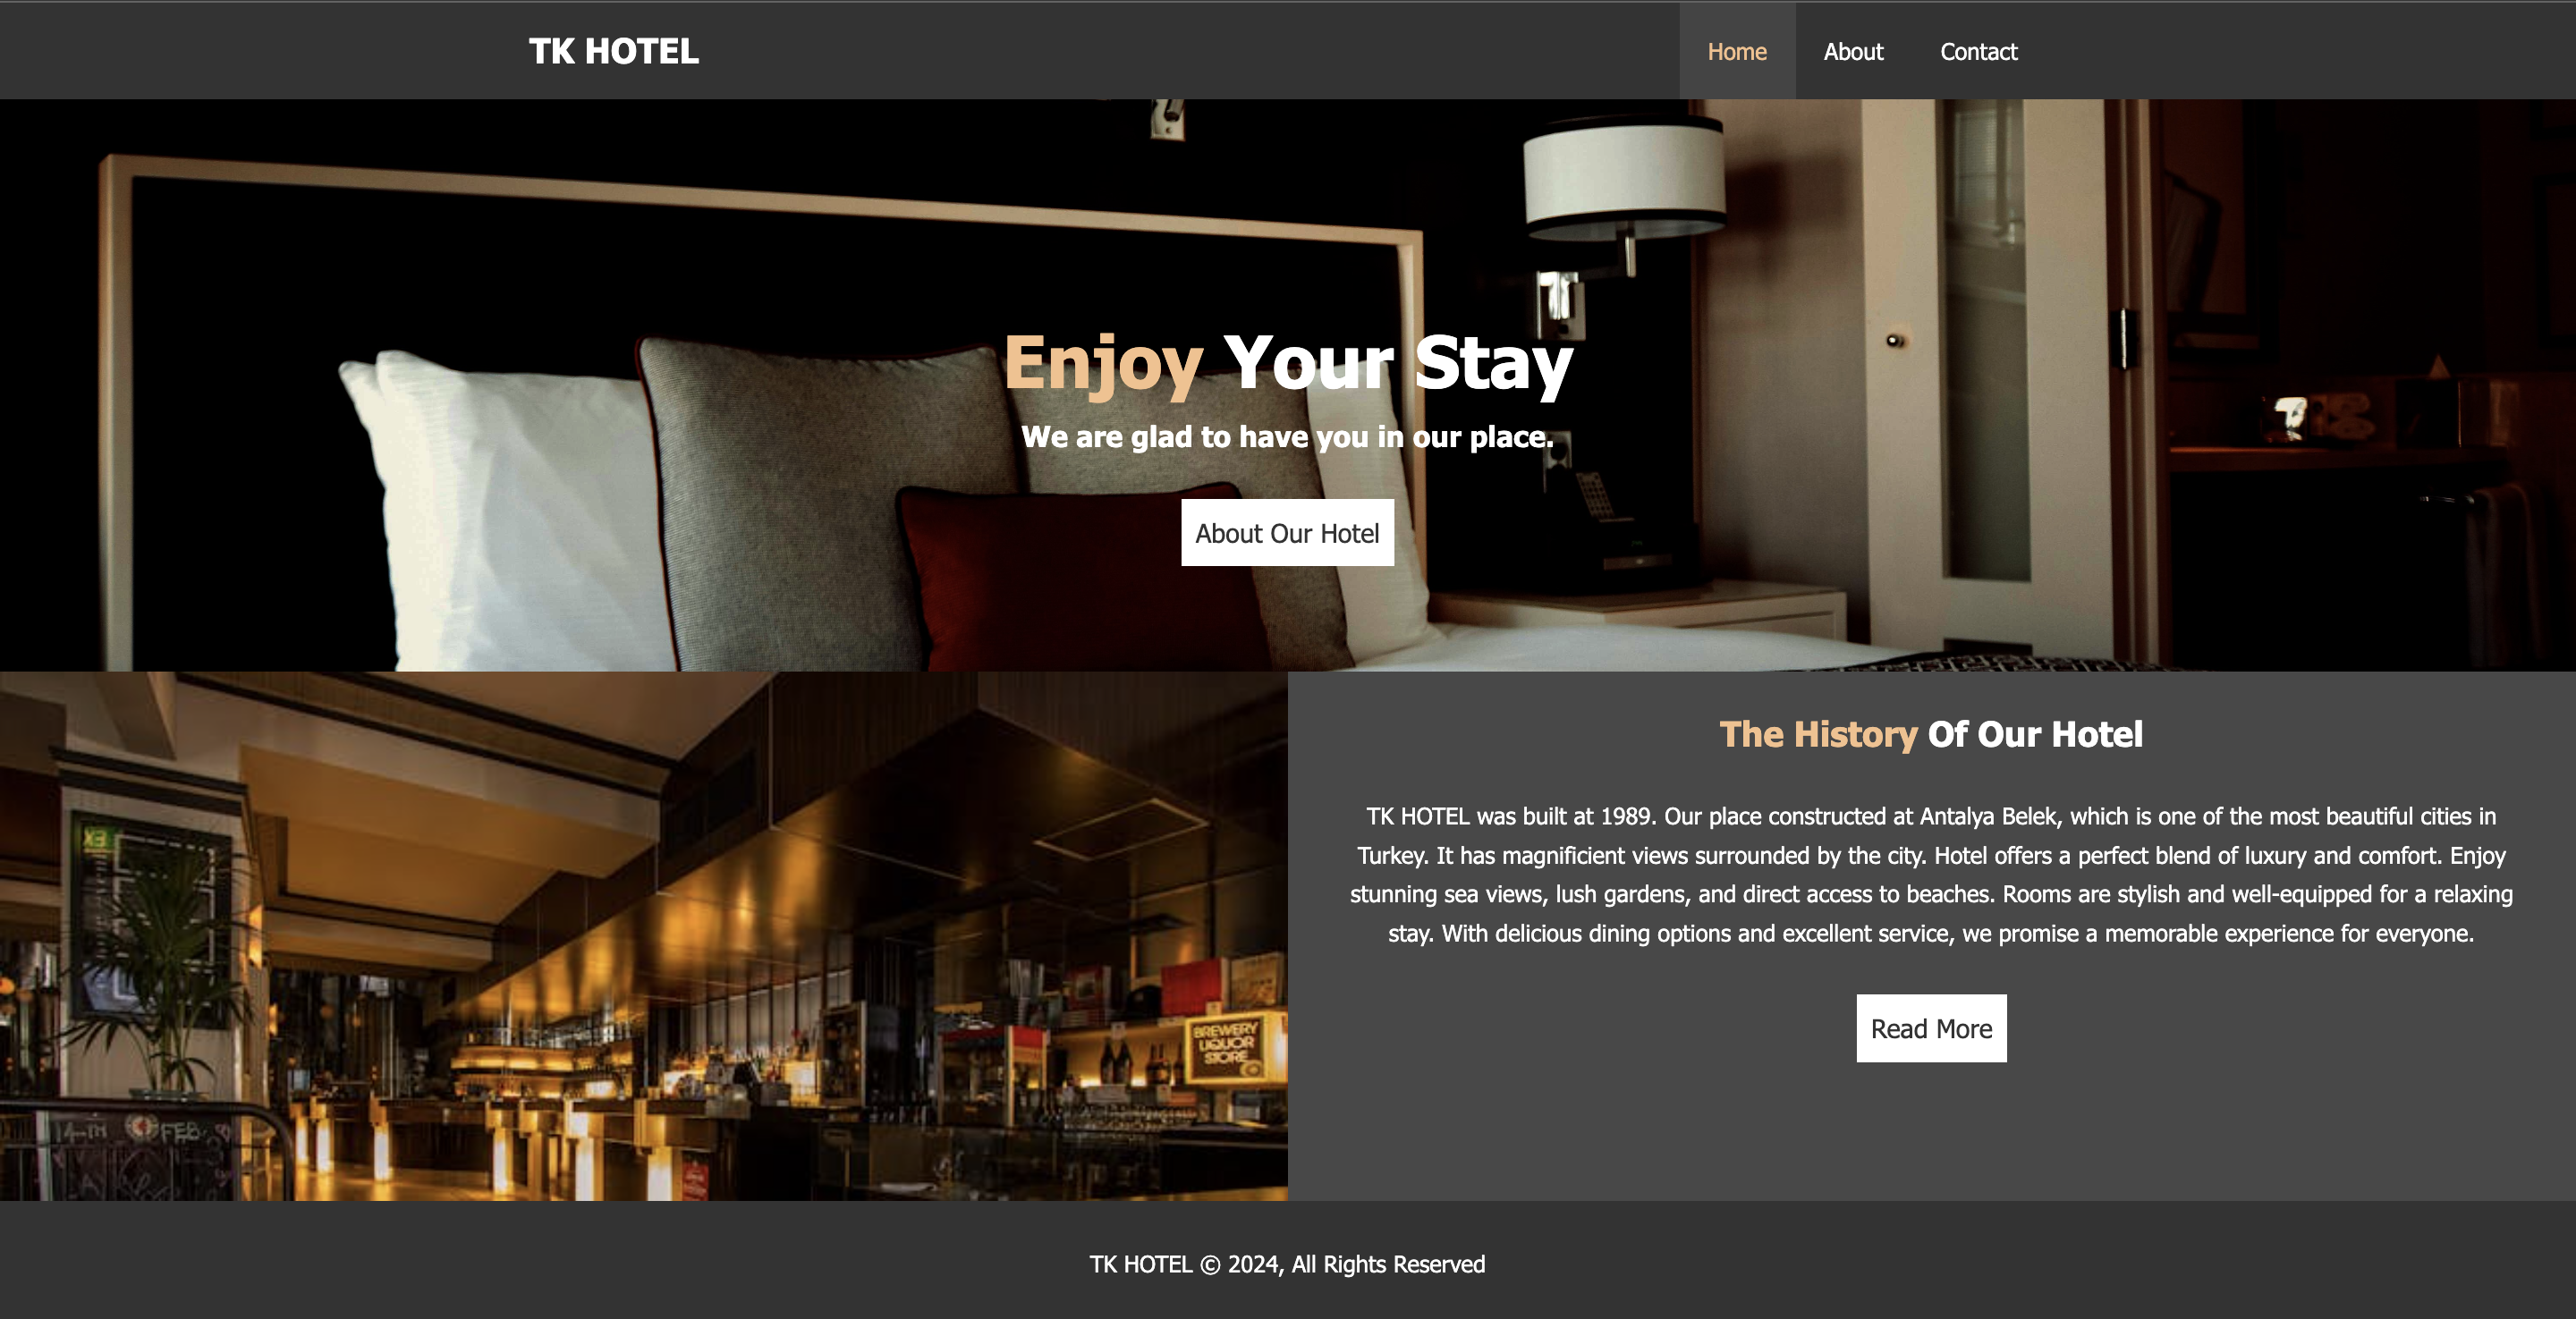 TK HOTEL
Home
About
Contact
Enjoy Your Stay
We are glad to have you in our place.
About Our Hotel
The History Of Our Hotel
TK HOTEL was built at 1989. Our place constructed at Antalya Belek, which is one of the most beautiful cities in
Turkey. It has magnificient views surrounded by the city. Hotel offers a perfect blend of luxury and comfort. Enjoy
stunning sea views, lush gardens, and direct access to beaches. Rooms are stylish and well-equipped for a relaxing
stay. With delicious dining options and excellent service, we promise a memorable experience for everyone.
BREWERY
LIQUOR
STORE
14TH FEB.
Read More
TK HOTEL © 2024, All Rights Reserved